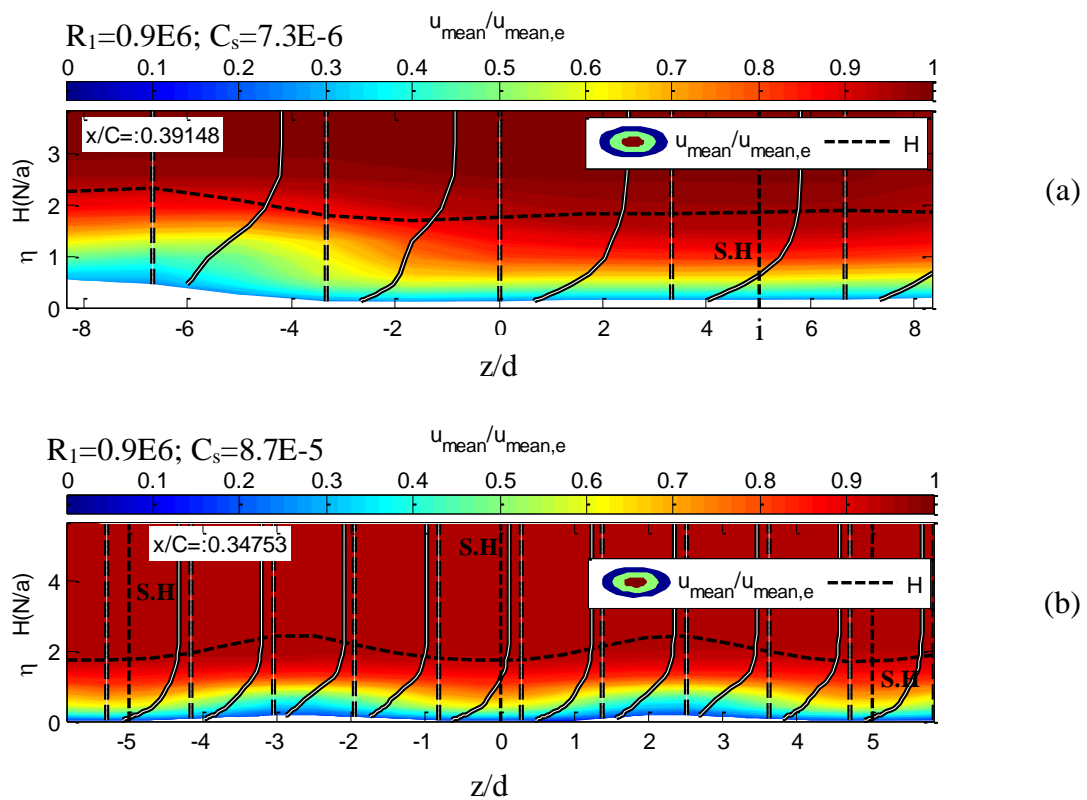 R1=0.9E6; Cs=7.3E-6 umean/umean,e
0 0.1 0.2 0.3 0.4 0.5 0.6 0.7 0.8 0.9 1
x/C=:0.39148
umean/umean,e H
(a)
η H(N/a)
3
2
1
0
S.H
-8 -6 -4 -2 0 2 4 6 8
i
z/d
R1=0.9E6; Cs=8.7E-5 umean/umean,e
0 0.1 0.2 0.3 0.4 0.5 0.6 0.7 0.8 0.9 1
x/C=:0.34753
S.H
S.H
umean/umean,e H
(b)
η H(N/a)
4
2
0
S.H
-5 -4 -3 -2 -1 0 1 2 3 4 5
z/d